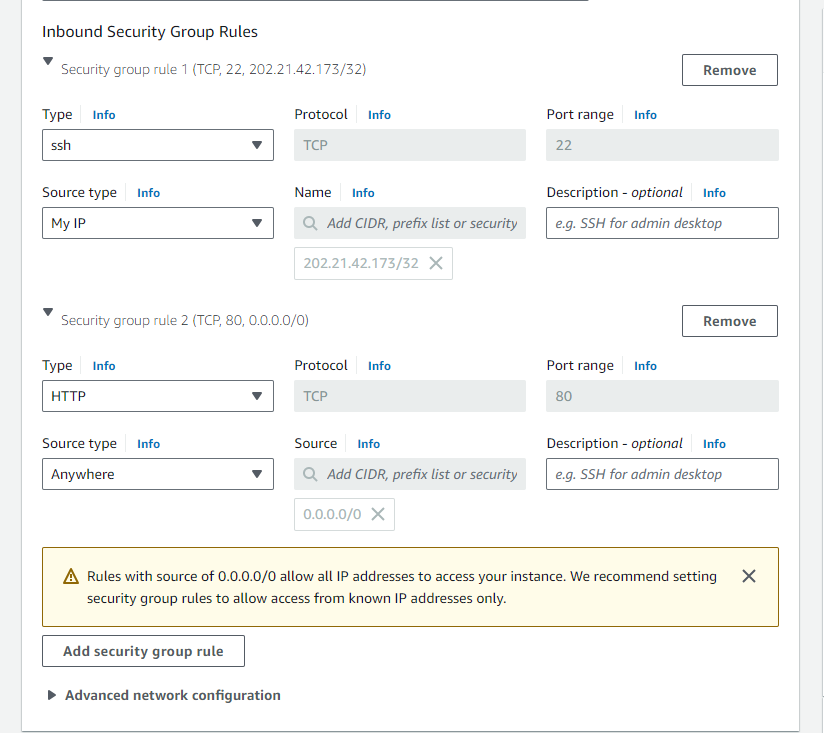 Inbound Security Group Rules
Security group rule 1 (TCP, 22, 202.21.42.173/32)
Remove
Type Info
Protocol Info
Port range Info
ssh
TCP
22
Source type Info
Name Info
Description - optional Info
My IP
Add CIDR, prefix list or security
e.g. SSH for admin desktop
202.21.42.173/32
Security group rule 2 (TCP, 80, 0.0.0.0/0)
Remove
Type Info
Protocol Info
Port range Info
HTTP
TCP
80
Source type Info
Source Info
Description - optional Info
Anywhere
Add CIDR, prefix list or security
e.g. SSH for admin desktop
0.0.0.0/0
Rules with source of 0.0.0.0/0 allow all IP addresses to access your instance. We recommend setting
security group rules to allow access from known IP addresses only.
Add security group rule
Advanced network configuration